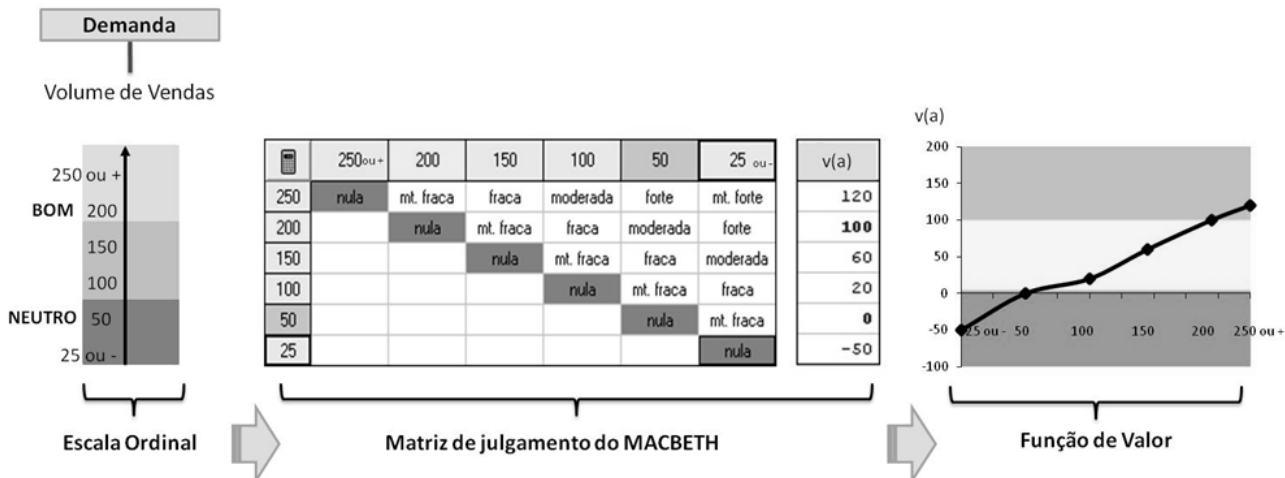 Demanda
Volume de Vendas
250 ou +
BOM
200
150
100
NEUTRO
50
25 ou -
Escala Ordinal
250 ou + 200 150 100 50 25 ou - v(a)
250 nula mt. fraca fraca moderada forte mt. forte 120
200 nula mt. fraca fraca moderada forte 100
150 nula mt. fraca fraca moderada 60
100 nula mt. fraca fraca 20
50 nula mt. fraca 0
25 nula -50
Matriz de julgamento do MACBETH
v(a)
200
150
100
50
0
-50
-100
25 ou - 50 100 150 200 250 ou +
Função de Valor